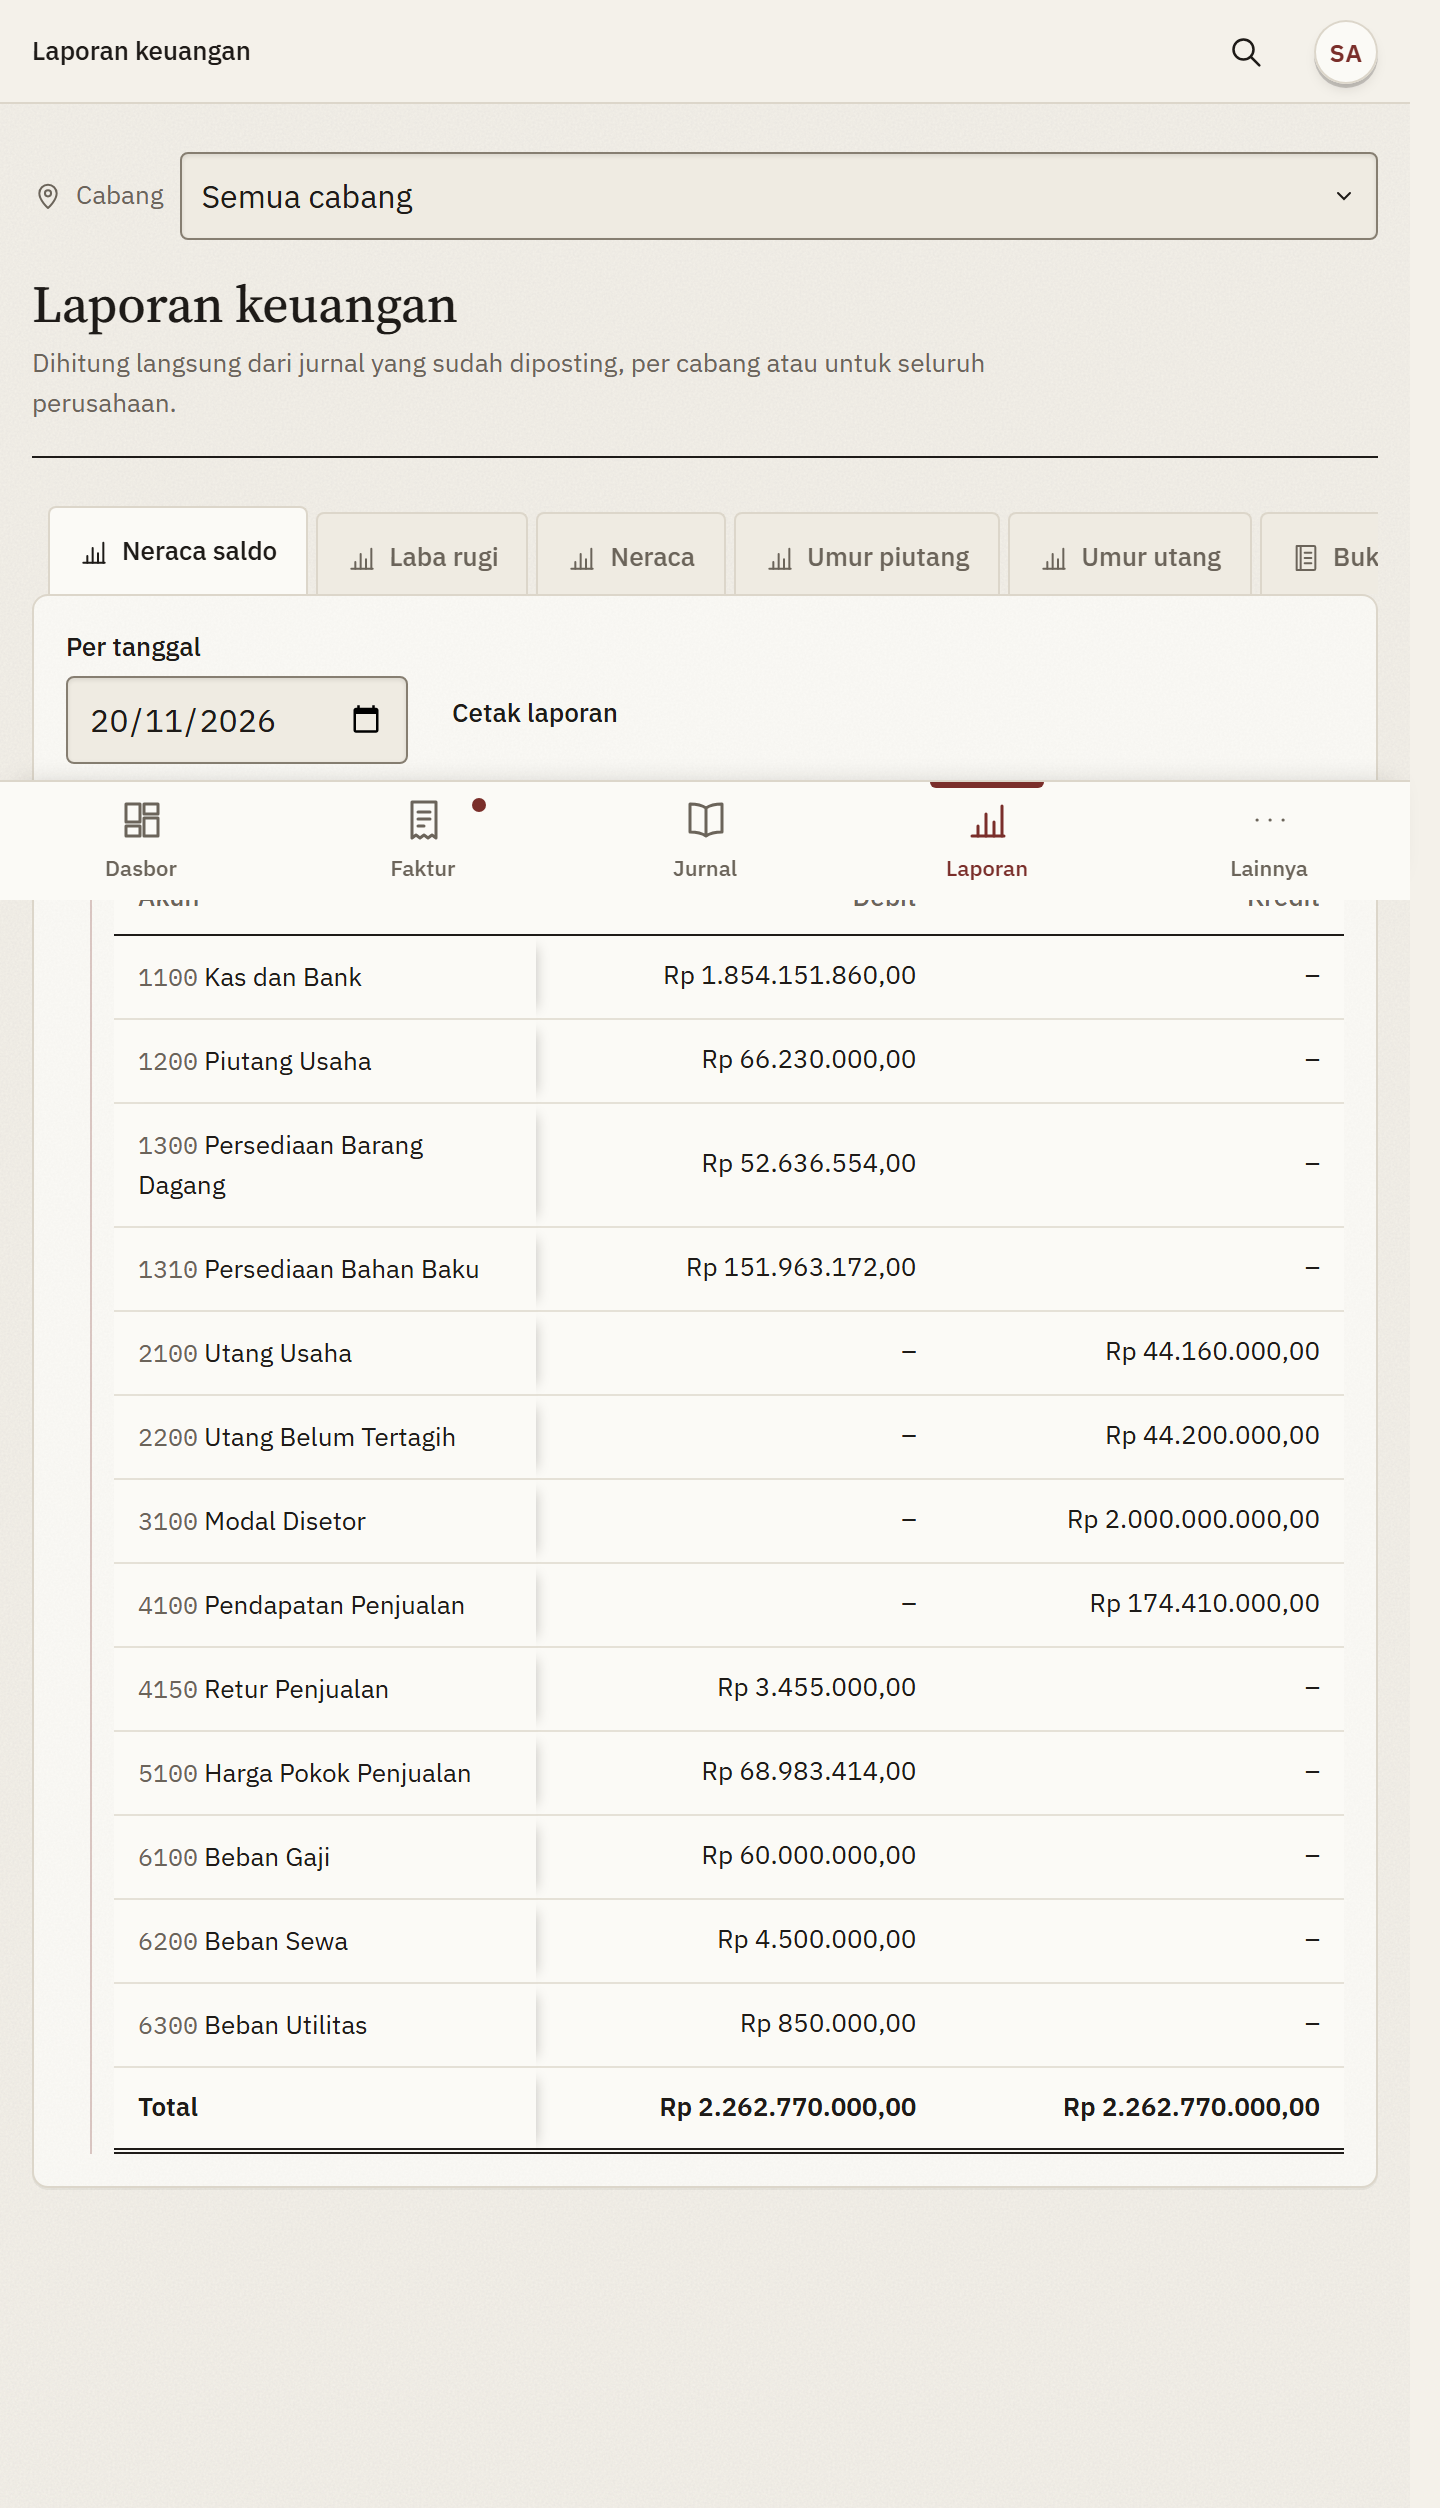 Laporan keuangan
SA
Cabang
Semua cabang
Laporan keuangan
Dihitung langsung dari jurnal yang sudah diposting, per cabang atau untuk seluruh
perusahaan.
Neraca saldo
Laba rugi
Neraca
Umur piutang
Umur utang
Buk
Per tanggal
20/11/2026
Cetak laporan
Dasbor
Faktur
Jurnal
Laporan
Lainnya
Akun Debit Kredit
1100 Kas dan Bank Rp 1.854.151.860,00 –
1200 Piutang Usaha Rp 66.230.000,00 –
1300 Persediaan Barang
Dagang Rp 52.636.554,00 –
1310 Persediaan Bahan Baku Rp 151.963.172,00 –
2100 Utang Usaha – Rp 44.160.000,00
2200 Utang Belum Tertagih – Rp 44.200.000,00
3100 Modal Disetor – Rp 2.000.000.000,00
4100 Pendapatan Penjualan – Rp 174.410.000,00
4150 Retur Penjualan Rp 3.455.000,00 –
5100 Harga Pokok Penjualan Rp 68.983.414,00 –
6100 Beban Gaji Rp 60.000.000,00 –
6200 Beban Sewa Rp 4.500.000,00 –
6300 Beban Utilitas Rp 850.000,00 –
Total Rp 2.262.770.000,00 Rp 2.262.770.000,00